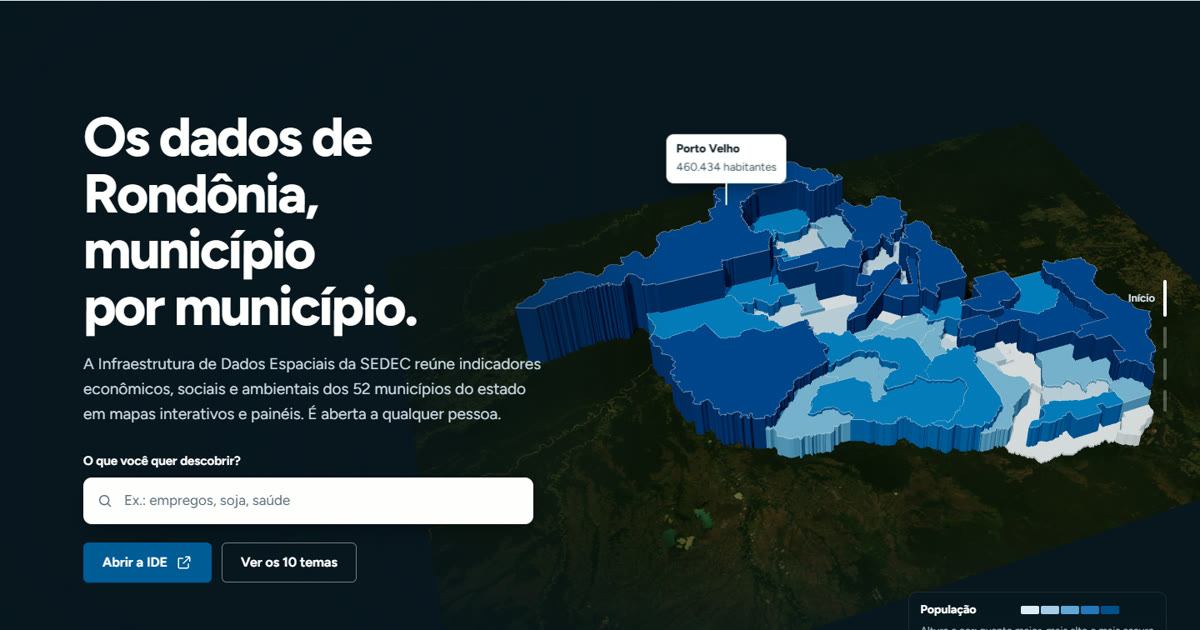 Os dados de
Rondônia,
município
por município.
A Infraestrutura de Dados Espaciais da SEDEC reúne indicadores
econômicos, sociais e ambientais dos 52 municípios do estado
em mapas interativos e painéis. É aberta a qualquer pessoa.
O que você quer descobrir?
Ex.: empregos, soja, saúde
Abrir a IDE
Ver os 10 temas
Porto Velho
460.434 habitantes
Início
População